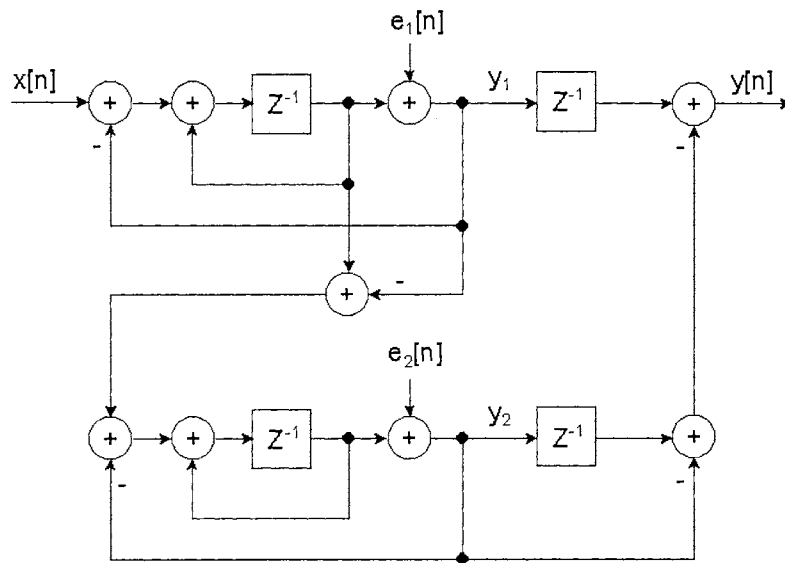 e₁[n]
x[n] + + Z⁻¹ + y₁ Z⁻¹ + y[n]
- -
+ -
e₂[n]
+ + Z⁻¹ + y₂ Z⁻¹ +
- -